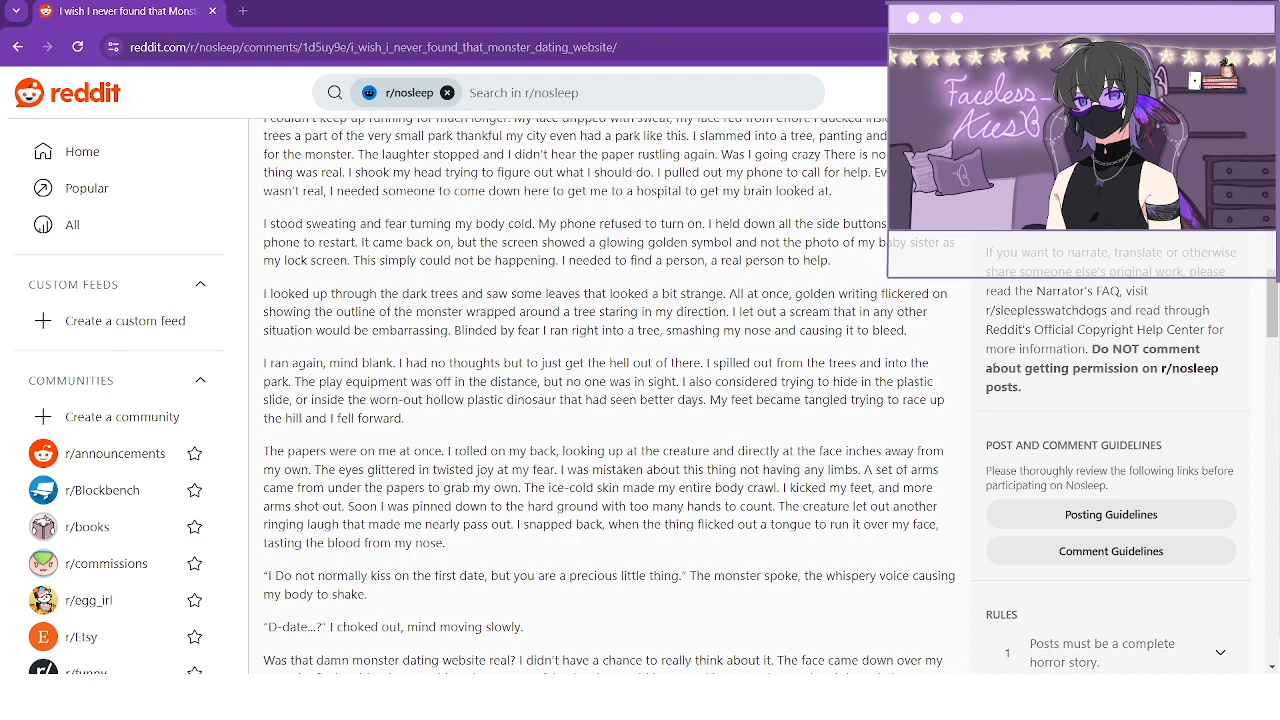 I wish I never found that Monst
reddit.com/r/nosleep/comments/1d5uy9e/i_wish_i_never_found_that_monster_dating_website/
reddit
r/nosleep
Search in r/nosleep
Home
Popular
All
CUSTOM FEEDS
Create a custom feed
COMMUNITIES
Create a community
r/announcements
r/Blockbench
r/books
r/commissions
r/egg_irl
r/Etsy
r/funny
I couldn't keep up running for much longer. My face dripped with sweat, my face red from effort. I ducked insid
trees a part of the very small park thankful my city even had a park like this. I slammed into a tree, panting and
for the monster. The laughter stopped and I didn't hear the paper rustling again. Was I going crazy There is no
thing was real. I shook my head trying to figure out what I should do. I pulled out my phone to call for help. Ev
wasn't real, I needed someone to come down here to get me to a hospital to get my brain looked at.
I stood sweating and fear turning my body cold. My phone refused to turn on. I held down all the side buttons
phone to restart. It came back on, but the screen showed a glowing golden symbol and not the photo of my baby sister as
my lock screen. This simply could not be happening. I needed to find a person, a real person to help.
I looked up through the dark trees and saw some leaves that looked a bit strange. All at once, golden writing flickered on
showing the outline of the monster wrapped around a tree staring in my direction. I let out a scream that in any other
situation would be embarrassing. Blinded by fear I ran right into a tree, smashing my nose and causing it to bleed.
I ran again, mind blank. I had no thoughts but to just get the hell out of there. I spilled out from the trees and into the
park. The play equipment was off in the distance, but no one was in sight. I also considered trying to hide in the plastic
slide, or inside the worn-out hollow plastic dinosaur that had seen better days. My feet became tangled trying to race up
the hill and I fell forward.
The papers were on me at once. I rolled on my back, looking up at the creature and directly at the face inches away from
my own. The eyes glittered in twisted joy at my fear. I was mistaken about this thing not having any limbs. A set of arms
came from under the papers to grab my own. The ice-cold skin made my entire body crawl. I kicked my feet, and more
arms shot out. Soon I was pinned down to the hard ground with too many hands to count. The creature let out another
ringing laugh that made me nearly pass out. I snapped back, when the thing flicked out a tongue to run it over my face,
tasting the blood from my nose.
“I Do not normally kiss on the first date, but you are a precious little thing.” The monster spoke, the whispery voice causing
my body to shake.
“D-date...?” I choked out, mind moving slowly.
Was that damn monster dating website real? I didn't have a chance to really think about it. The face came down over my
Faceless_
KusB
If you want to narrate, translate or otherwise
share someone else's original work, please
read the Narrator's FAQ, visit
r/sleeplesswatchdogs and read through
Reddit's Official Copyright Help Center for
more information. Do NOT comment
about getting permission on r/nosleep
posts.
POST AND COMMENT GUIDELINES
Please thoroughly review the following links before
participating on Nosleep.
Posting Guidelines
Comment Guidelines
RULES
1 Posts must be a complete
horror story.